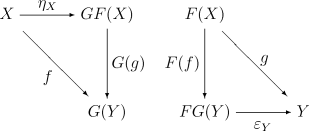 η_X
X GF(X) F(X)
G(g) F(f) g
f
G(Y) FG(Y) Y
ε_Y